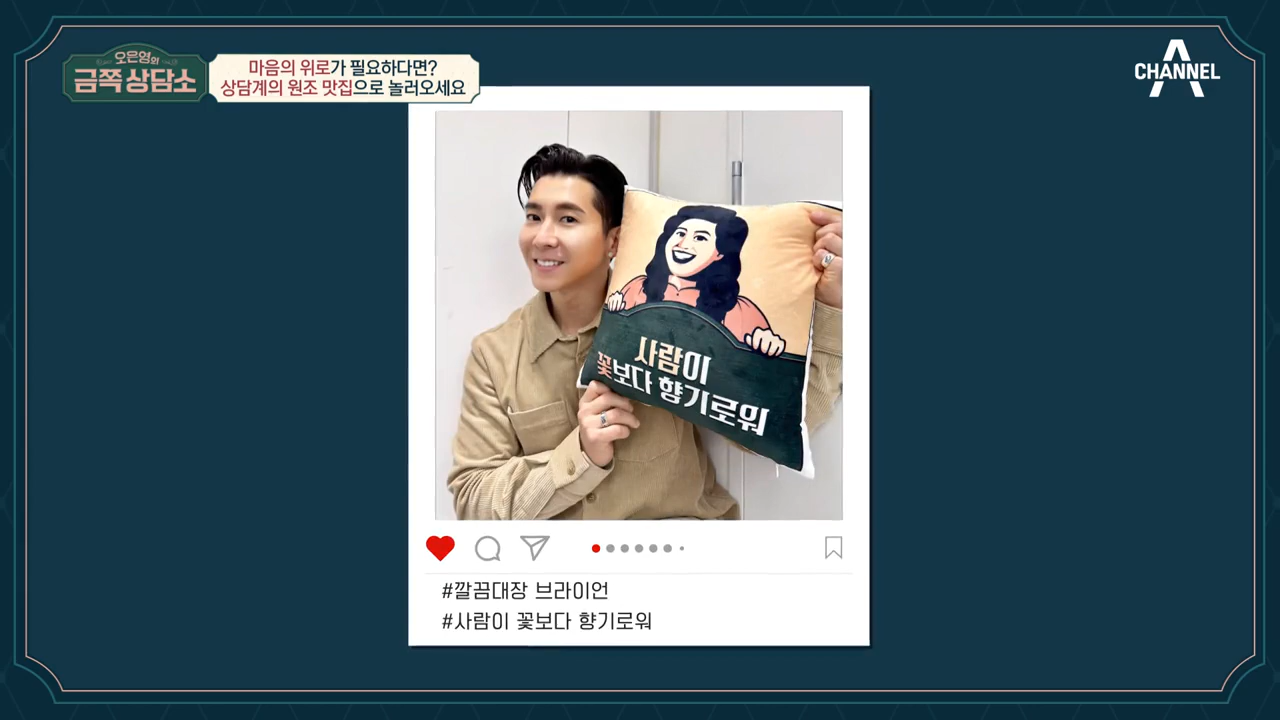 오은영의
금쪽 상담소
마음의 위로가 필요하다면?
상담계의 원조 맛집으로 놀러오세요
CHANNEL A
사람이
꽃보다 향기로워
#깔끔대장 브라이언
#사람이 꽃보다 향기로워